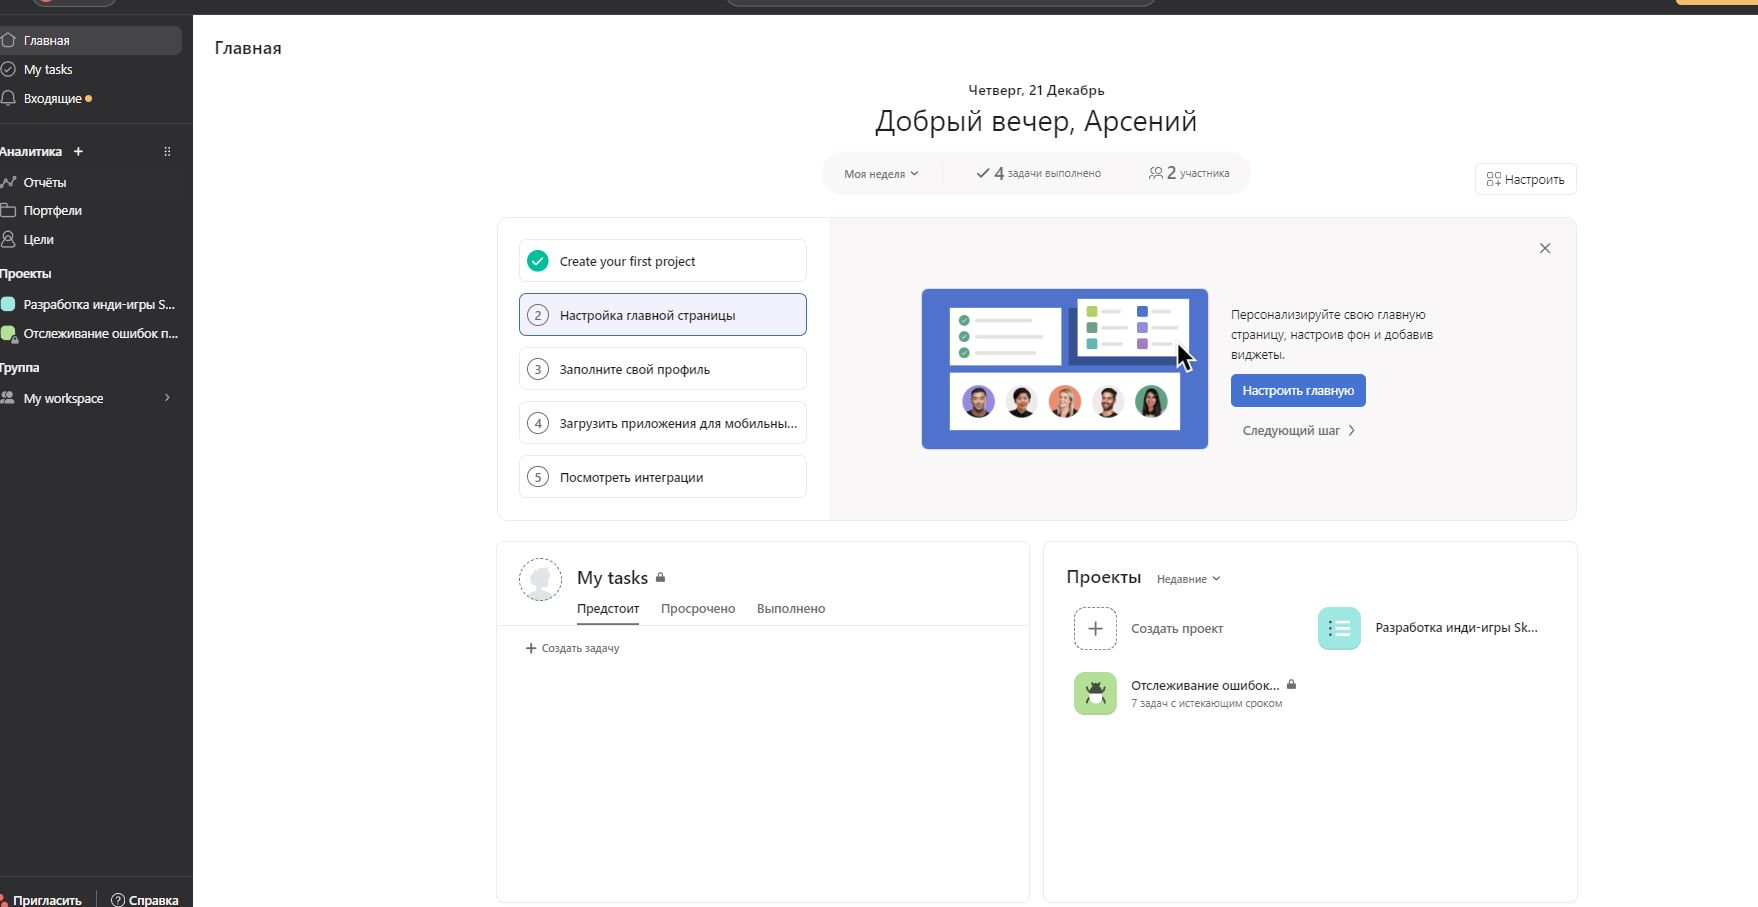 Главная
My tasks
Входящие
Аналитика +
Отчёты
Портфели
Цели
Проекты
Разработка инди-игры S...
Отслеживание ошибок п...
Группа
My workspace
Пригласить
? Справка
Главная
Четверг, 21 Декабрь
Добрый вечер, Арсений
Моя неделя
4 задачи выполнено
2 участника
Настроить
Create your first project
2 Настройка главной страницы
3 Заполните свой профиль
4 Загрузить приложения для мобильны...
5 Посмотреть интеграции
Персонализируйте свою главную
страницу, настроив фон и добавив
виджеты.
Настроить главную
Следующий шаг
My tasks
Предстоит Просрочено Выполнено
+ Создать задачу
Проекты Недавние
+ Создать проект
Разработка инди-игры Sk...
Отслеживание ошибок...
7 задач с истекающим сроком